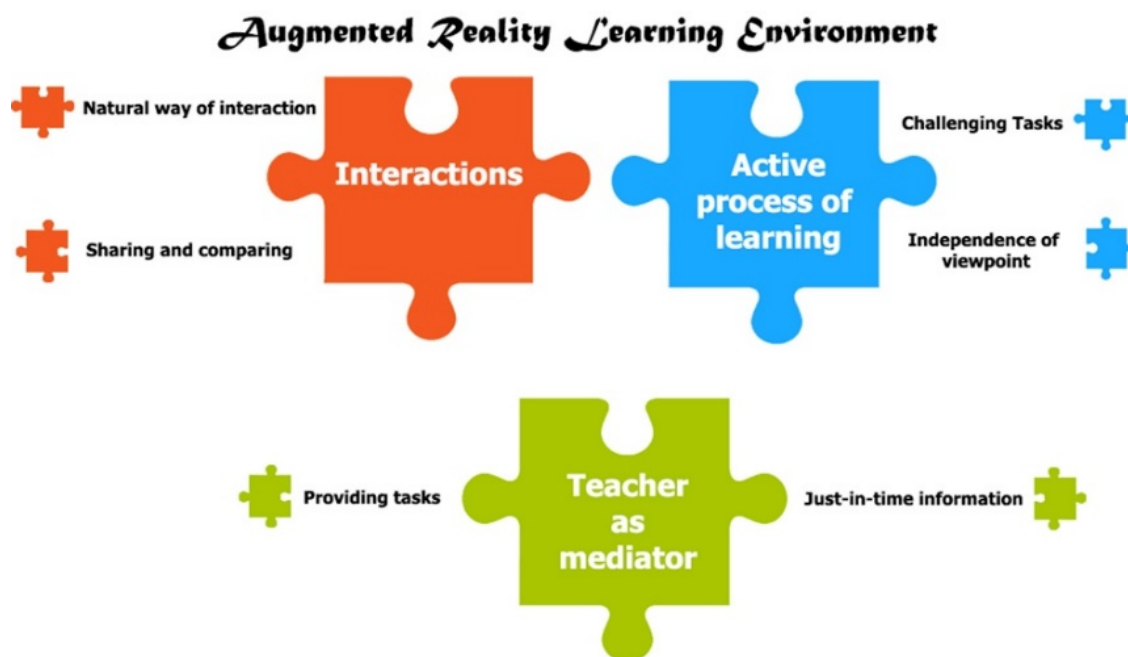 Augmented Reality Learning Environment
Natural way of interaction
Sharing and comparing
Interactions
Active
process of
learning
Challenging Tasks
Independence of
viewpoint
Providing tasks
Teacher
as
mediator
Just-in-time information